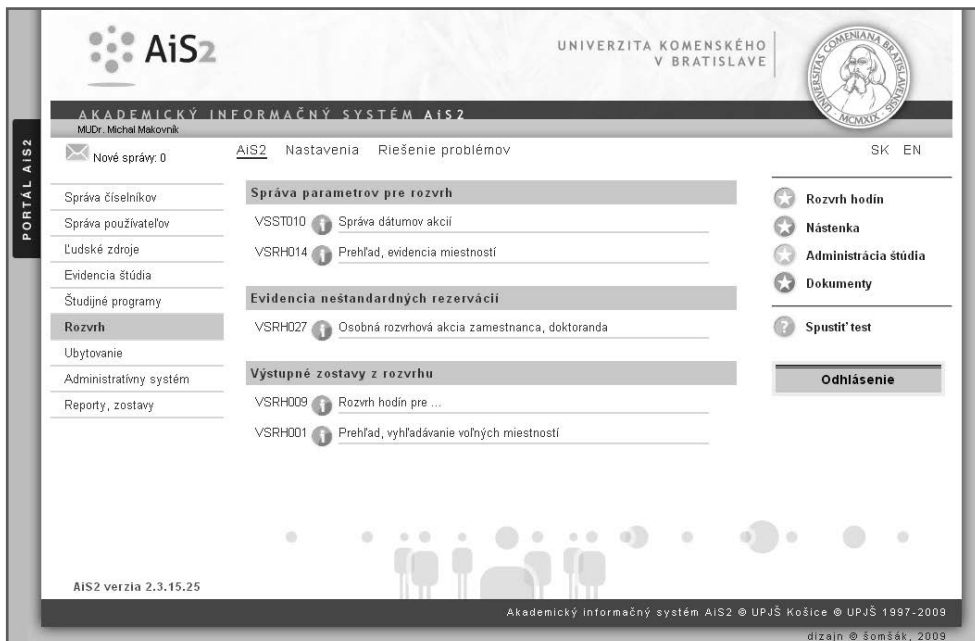 AiS2
UNIVERZITA KOMENSKÉHO
V BRATISLAVE
UNIVERSITAS COMENIANA BRATISLAVENSIS
MCMXIX
AKADEMICKÝ INFORMAČNÝ SYSTÉM AiS2
MUDr. Michal Makovník
PORTÁL AiS2
Nové správy: 0
AiS2 Nastavenia Riešenie problémov
SK EN
Správa číselníkov
Správa používateľov
Ľudské zdroje
Evidencia štúdia
Študijné programy
Rozvrh
Ubytovanie
Administratívny systém
Reporty, zostavy
Správa parametrov pre rozvrh
VSST010 Správa dátumov akcií
VSRH014 Prehľad, evidencia miestností
Evidencia neštandardných rezervácií
VSRH027 Osobná rozvrhová akcia zamestnanca, doktoranda
Výstupné zostavy z rozvrhu
VSRH009 Rozvrh hodín pre ...
VSRH001 Prehľad, vyhľadávanie voľných miestností
Rozvrh hodín
Nástenka
Administrácia štúdia
Dokumenty
? Spustiť test
Odhlásenie
AiS2 verzia 2.3.15.25
Akademický informačný systém AiS2 © UPJŠ Košice © UPJŠ 1997-2009
dizajn © šomšák, 2009